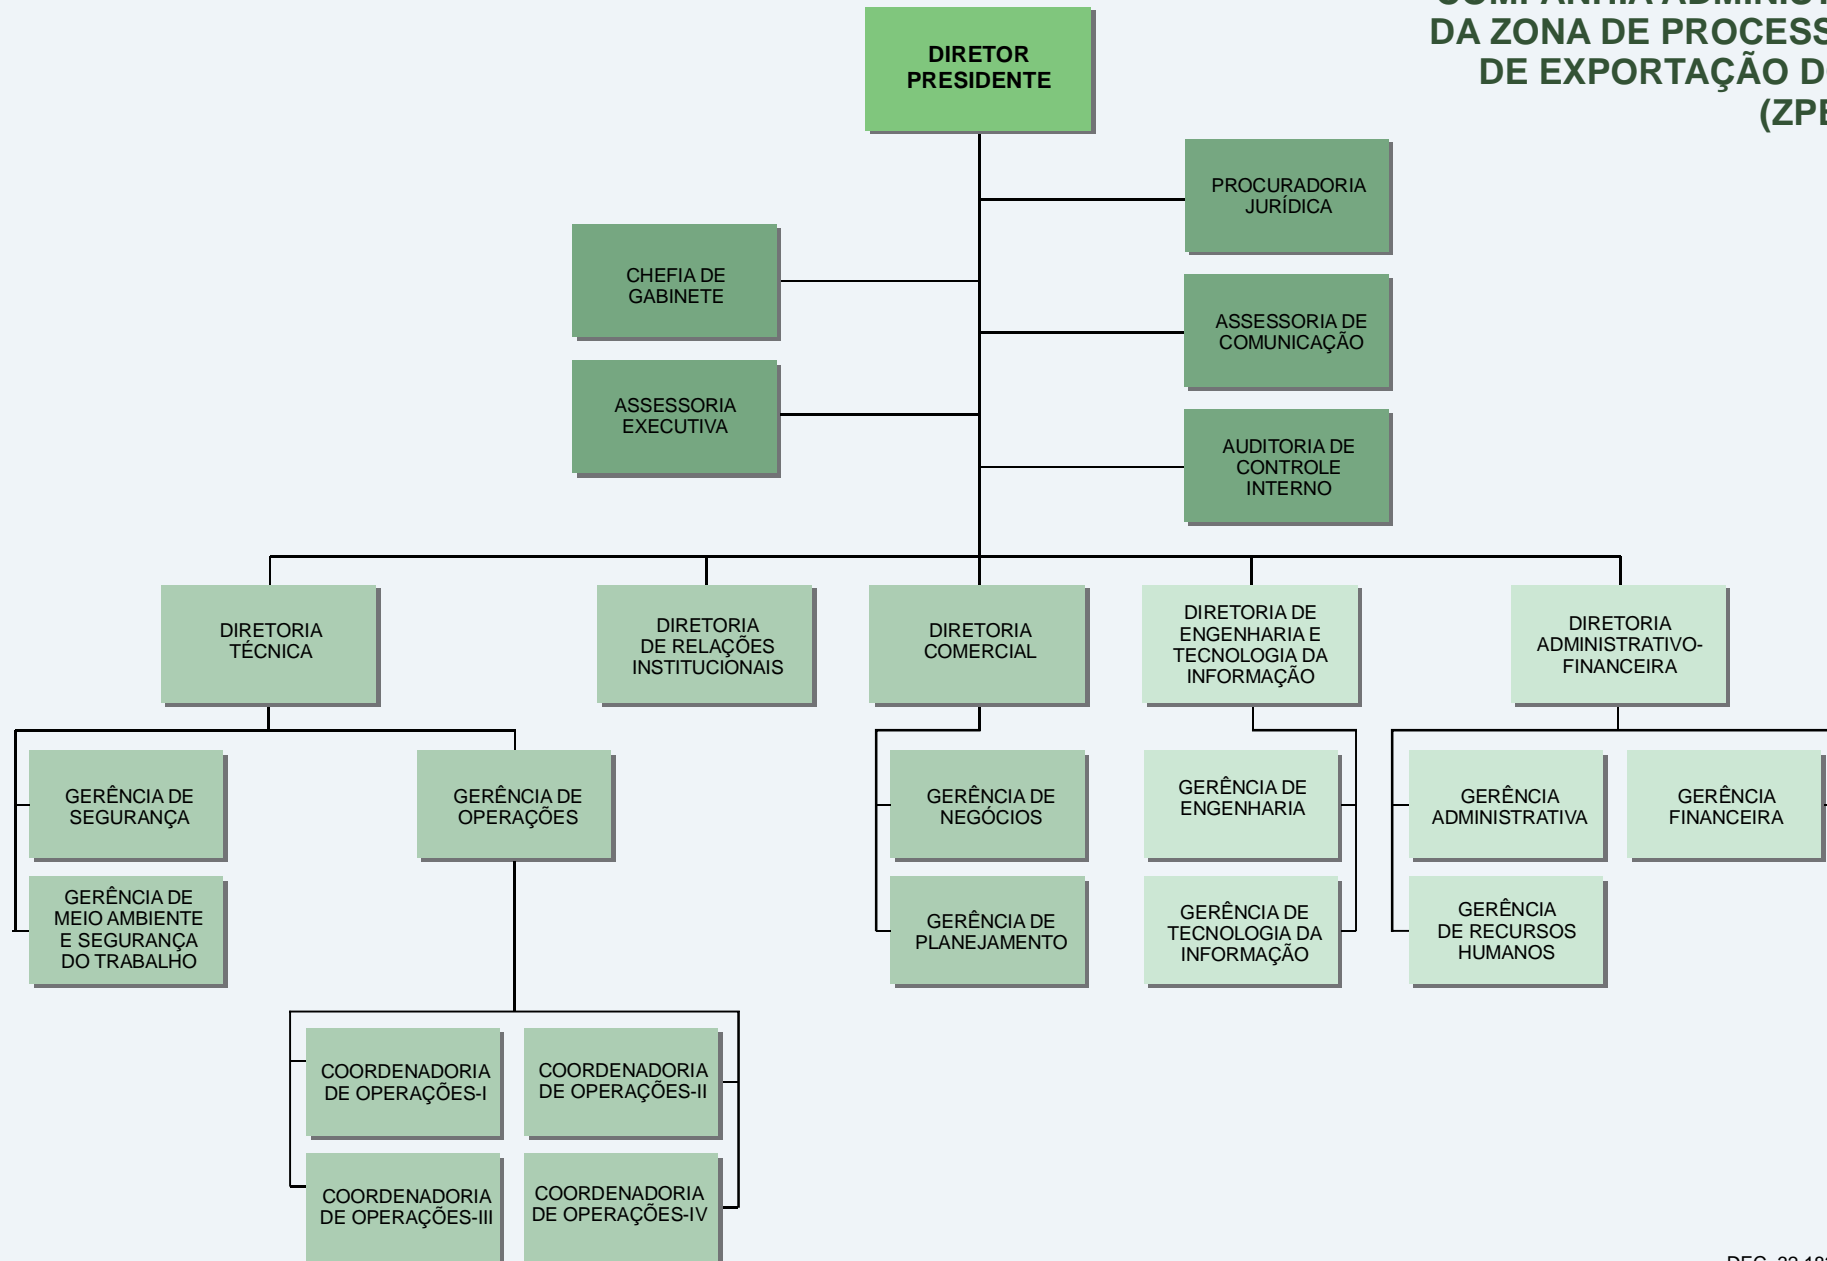 DA ZONA DE
DE EXPORTAÇÃO
DIRETOR
PRESIDENTE
PROCURADORIA
JURÍDICA
CHEFIA DE
GABINETE
ASSESSORIA DE
COMUNICAÇÃO
ASSESSORIA
EXECUTIVA
AUDITORIA DE
CONTROLE
INTERNO
DIRETORIA
TÉCNICA
DIRETORIA
DE RELAÇÕES
INSTITUCIONAIS
DIRETORIA
COMERCIAL
DIRETORIA DE
ENGENHARIA E
TECNOLOGIA DA
INFORMAÇÃO
DIRETORIA
ADMINISTRATIVO-
FINANCEIRA
GERÊNCIA DE
SEGURANÇA
GERÊNCIA DE
OPERAÇÕES
GERÊNCIA DE
NEGÓCIOS
GERÊNCIA DE
ENGENHARIA
GERÊNCIA
ADMINISTRATIVA
GERÊNCIA
FINANCEIRA
GERÊNCIA DE
MEIO AMBIENTE
E SEGURANÇA
DO TRABALHO
GERÊNCIA DE
PLANEJAMENTO
GERÊNCIA DE
TECNOLOGIA DA
INFORMAÇÃO
GERÊNCIA
DE RECURSOS
HUMANOS
COORDENADORIA
DE OPERAÇÕES-I
COORDENADORIA
DE OPERAÇÕES-II
COORDENADORIA
DE OPERAÇÕES-III
COORDENADORIA
DE OPERAÇÕES-IV